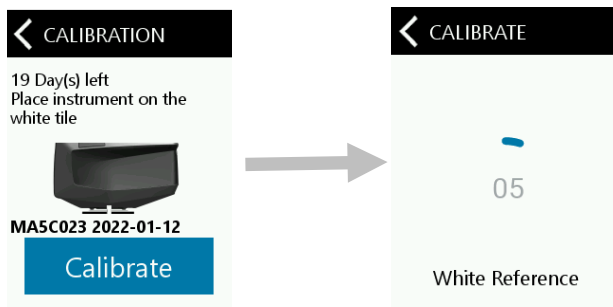 CALIBRATION
19 Day(s) left
Place instrument on the
white tile
MA5C023 2022-01-12
Calibrate
CALIBRATE
05
White Reference